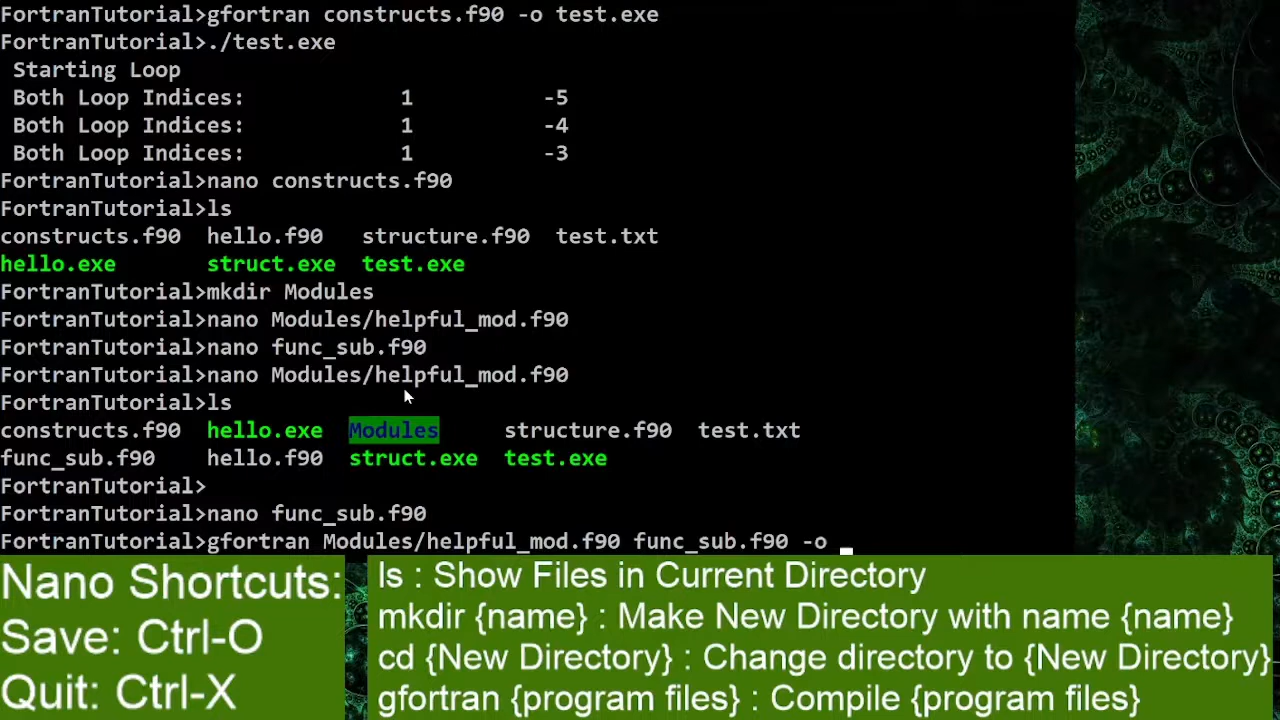 FortranTutorial>gfortran constructs.f90 -o test.exe
FortranTutorial>./test.exe
Starting Loop
Both Loop Indices: 1 -5
Both Loop Indices: 1 -4
Both Loop Indices: 1 -3
FortranTutorial>nano constructs.f90
FortranTutorial>ls
constructs.f90 hello.f90 structure.f90 test.txt
hello.exe struct.exe test.exe
FortranTutorial>mkdir Modules
FortranTutorial>nano Modules/helpful_mod.f90
FortranTutorial>nano func_sub.f90
FortranTutorial>nano Modules/helpful_mod.f90
FortranTutorial>ls
constructs.f90 hello.exe Modules structure.f90 test.txt
func_sub.f90 hello.f90 struct.exe test.exe
FortranTutorial>
FortranTutorial>nano func_sub.f90
FortranTutorial>gfortran Modules/helpful_mod.f90 func_sub.f90 -o
Nano Shortcuts:
Save: Ctrl-O
Quit: Ctrl-X
ls : Show Files in Current Directory
mkdir {name} : Make New Directory with name {name}
cd {New Directory} : Change directory to {New Directory}
gfortran {program files} : Compile {program files}